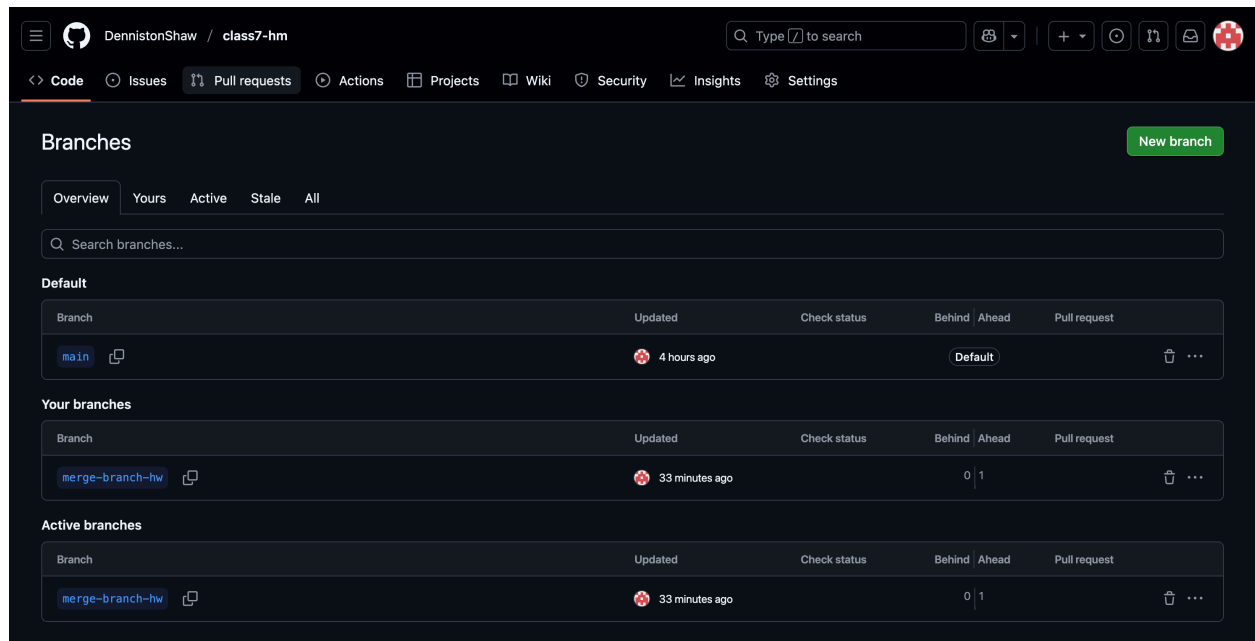 DennistonShaw / class7-hm
Type / to search
Code Issues Pull requests Actions Projects Wiki Security Insights Settings
Branches
New branch
Overview Yours Active Stale All
Search branches...
Default
Branch Updated Check status Behind Ahead Pull request
main 4 hours ago Default
Your branches
Branch Updated Check status Behind Ahead Pull request
merge-branch-hw 33 minutes ago 0 1
Active branches
Branch Updated Check status Behind Ahead Pull request
merge-branch-hw 33 minutes ago 0 1